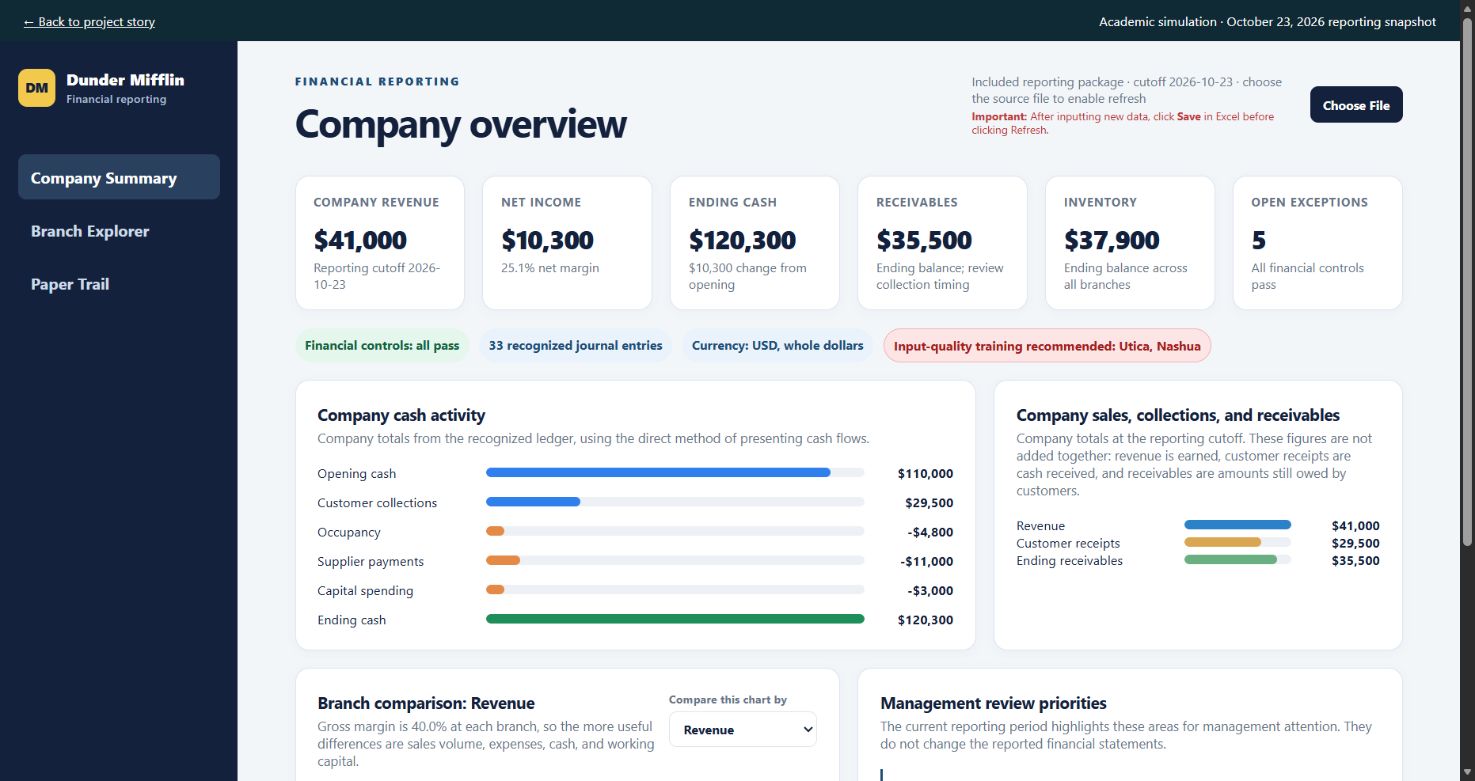 ← Back to project story
Academic simulation · October 23, 2026 reporting snapshot
DM
Dunder Mifflin
Financial reporting
Company Summary
Branch Explorer
Paper Trail
FINANCIAL REPORTING
Company overview
Included reporting package · cutoff 2026-10-23 · choose
the source file to enable refresh
Important: After inputting new data, click Save in Excel before
clicking Refresh.
Choose File
COMPANY REVENUE
$41,000
Reporting cutoff 2026-
10-23
NET INCOME
$10,300
25.1% net margin
ENDING CASH
$120,300
$10,300 change from
opening
RECEIVABLES
$35,500
Ending balance; review
collection timing
INVENTORY
$37,900
Ending balance across
all branches
OPEN EXCEPTIONS
5
All financial controls
pass
Financial controls: all pass
33 recognized journal entries
Currency: USD, whole dollars
Input-quality training recommended: Utica, Nashua
Company cash activity
Company totals from the recognized ledger, using the direct method of presenting cash flows.
Opening cash $110,000
Customer collections $29,500
Occupancy -$4,800
Supplier payments -$11,000
Capital spending -$3,000
Ending cash $120,300
Company sales, collections, and receivables
Company totals at the reporting cutoff. These figures are not
added together: revenue is earned, customer receipts are
cash received, and receivables are amounts still owed by
customers.
Revenue $41,000
Customer receipts $29,500
Ending receivables $35,500
Branch comparison: Revenue
Gross margin is 40.0% at each branch, so the more useful
differences are sales volume, expenses, cash, and working
capital.
Compare this chart by
Revenue
Management review priorities
The current reporting period highlights these areas for management attention. They
do not change the reported financial statements.